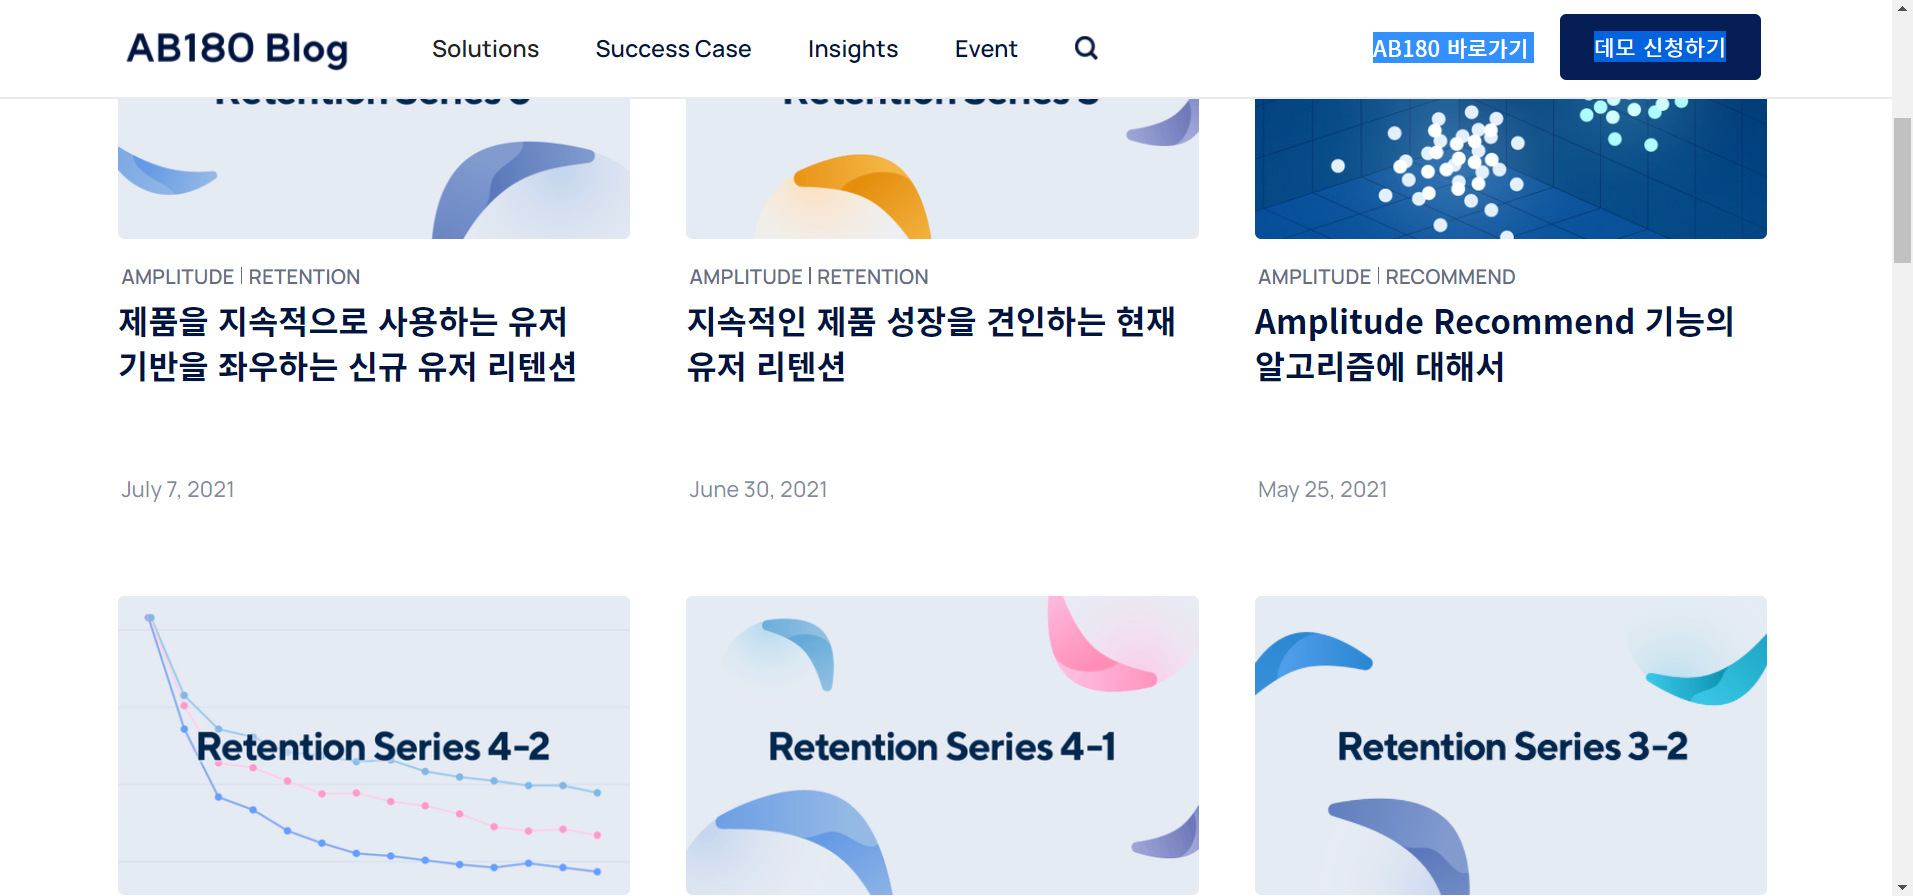 AB180 Blog
Solutions
Success Case
Insights
Event
AB180 바로가기
데모 신청하기
AMPLITUDE | RETENTION
제품을 지속적으로 사용하는 유저
기반을 좌우하는 신규 유저 리텐션
July 7, 2021
AMPLITUDE | RETENTION
지속적인 제품 성장을 견인하는 현재
유저 리텐션
June 30, 2021
AMPLITUDE | RECOMMEND
Amplitude Recommend 기능의
알고리즘에 대해서
May 25, 2021
Retention Series 4-2
Retention Series 4-1
Retention Series 3-2